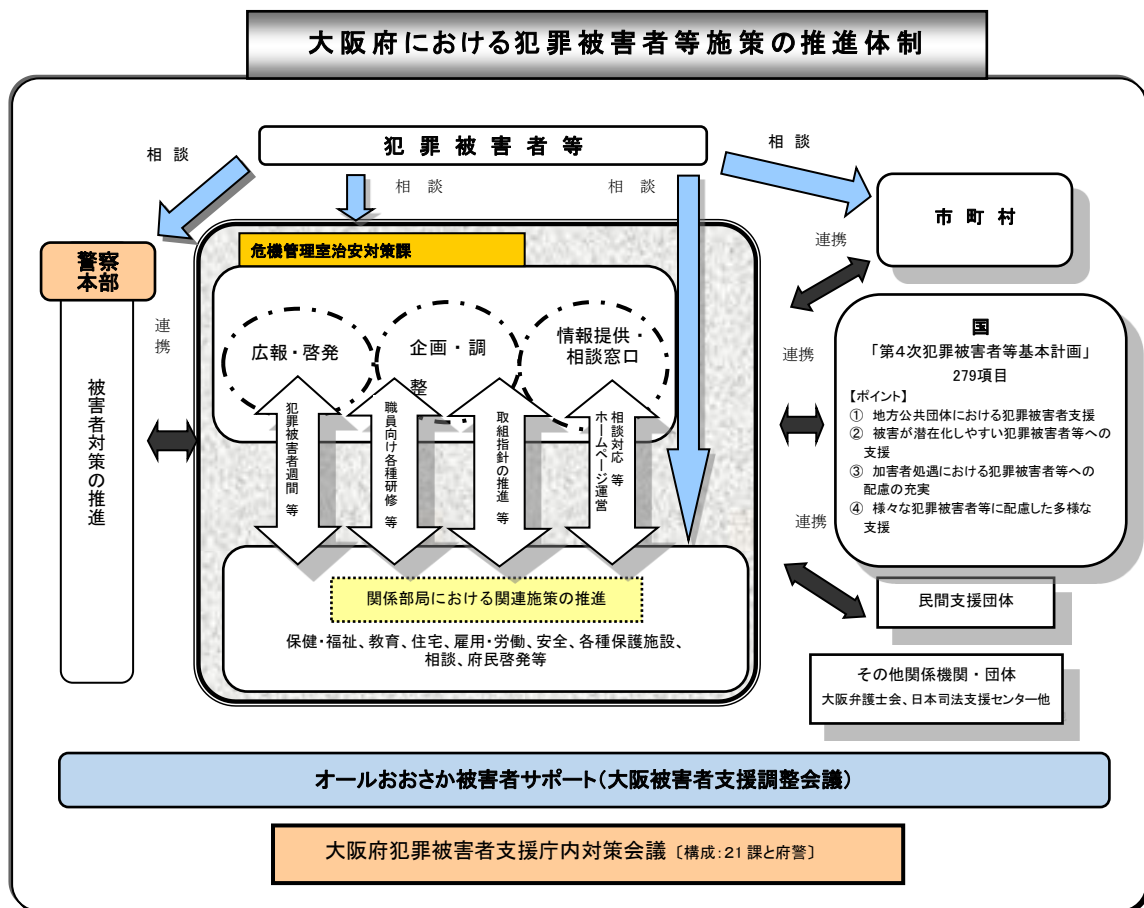 大阪府における犯罪被害者等施策の推進体制
犯罪被害者等
相談
相談
相談
相談
市町村
警察
本部
危機管理室治安対策課
連携
連携
被害者対策の推進
広報・啓発
企画・調
整
情報提供・
相談窓口
犯罪被害者週間 等
職員向け各種研修 等
取組指針の推進 等
相談対応 等
ホームページ運営
関係部局における関連施策の推進
保健・福祉、教育、住宅、雇用・労働、安全、各種保護施設、
相談、府民啓発等
連携
国
「第4次犯罪被害者等基本計画」
279項目
【ポイント】
① 地方公共団体における犯罪被害者支援
② 被害が潜在化しやすい犯罪被害者等への
支援
③ 加害者処遇における犯罪被害者等への
配慮の充実
④ 様々な犯罪被害者等に配慮した多様な
支援
連携
民間支援団体
その他関係機関・団体
大阪弁護士会、日本司法支援センター他
オールおおさか被害者サポート（大阪被害者支援調整会議）
大阪府犯罪被害者支援庁内対策会議 〔構成：21課と府警〕